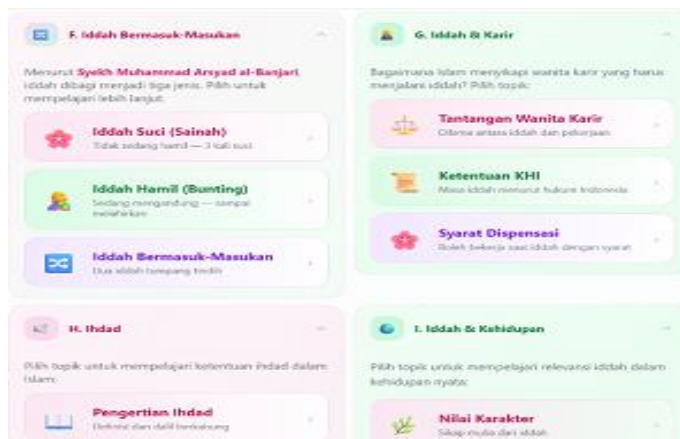 F. Iddah Bermasuk-Masukan
Menurut Syekh Muhammad Arsyad al-Banjari,
iddah dibagi menjadi tiga jenis. Pilih untuk
mempelajari lebih lanjut:
Iddah Suci (Sainah)
Tidak sedang hamil — 3 kali suci
Iddah Hamil (Bunting)
Sedang mengandung — sampai
melahirkan
Iddah Bermasuk-Masukan
Dua iddah tumpang tindih
G. Iddah & Karir
Bagaimana Islam menyikapi wanita karir yang harus
menjalani iddah? Pilih topik:
Tantangan Wanita Karir
Dilema antara iddah dan pekerjaan
Ketentuan KHI
Masa iddah menurut hukum Indonesia
Syarat Dispensasi
Boleh bekerja saat iddah dengan syarat
H. Ihdad
Pilih topik untuk mempelajari ketentuan ihdad dalam
Islam:
Pengertian Ihdad
Definisi dan dalil berkabung
I. Iddah & Kehidupan
Pilih topik untuk mempelajari relevansi iddah dalam
kehidupan nyata:
Nilai Karakter
Sikap mulia dari iddah